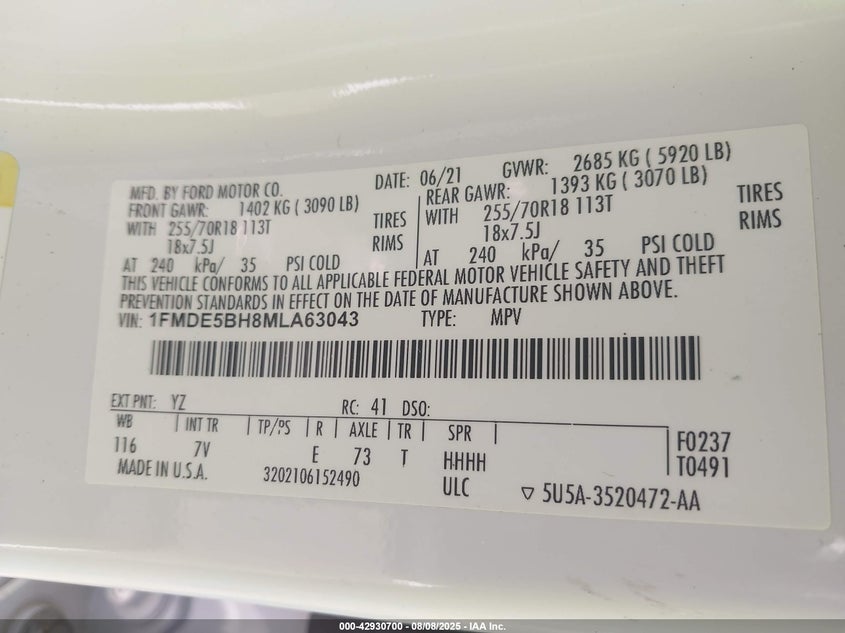 MFD. BY FORD MOTOR CO. DATE: 06/21 GVWR: 2685 KG ( 5920 LB)
FRONT GAWR: 1402 KG ( 3090 LB) REAR GAWR: 1393 KG ( 3070 LB)
WITH 255/70R18 113T TIRES WITH 255/70R18 113T TIRES
18x7.5J RIMS 18x7.5J RIMS
AT 240 kPa/ 35 PSI COLD AT 240 kPa/ 35 PSI COLD
THIS VEHICLE CONFORMS TO ALL APPLICABLE FEDERAL MOTOR VEHICLE SAFETY AND THEFT
PREVENTION STANDARDS IN EFFECT ON THE DATE OF MANUFACTURE SHOWN ABOVE.
VIN: 1FMDE5BH8MLA63043 TYPE: MPV
EXT PNT: YZ RC: 41 DSO:
WB INT TR TP/PS R AXLE TR SPR
116 7V E 73 T HHHH
F0237
T0491
MADE IN U.S.A. 3202106152490 ULC ▽ 5U5A-3520472-AA
000-42930700 - 08/08/2025 - IAA Inc.